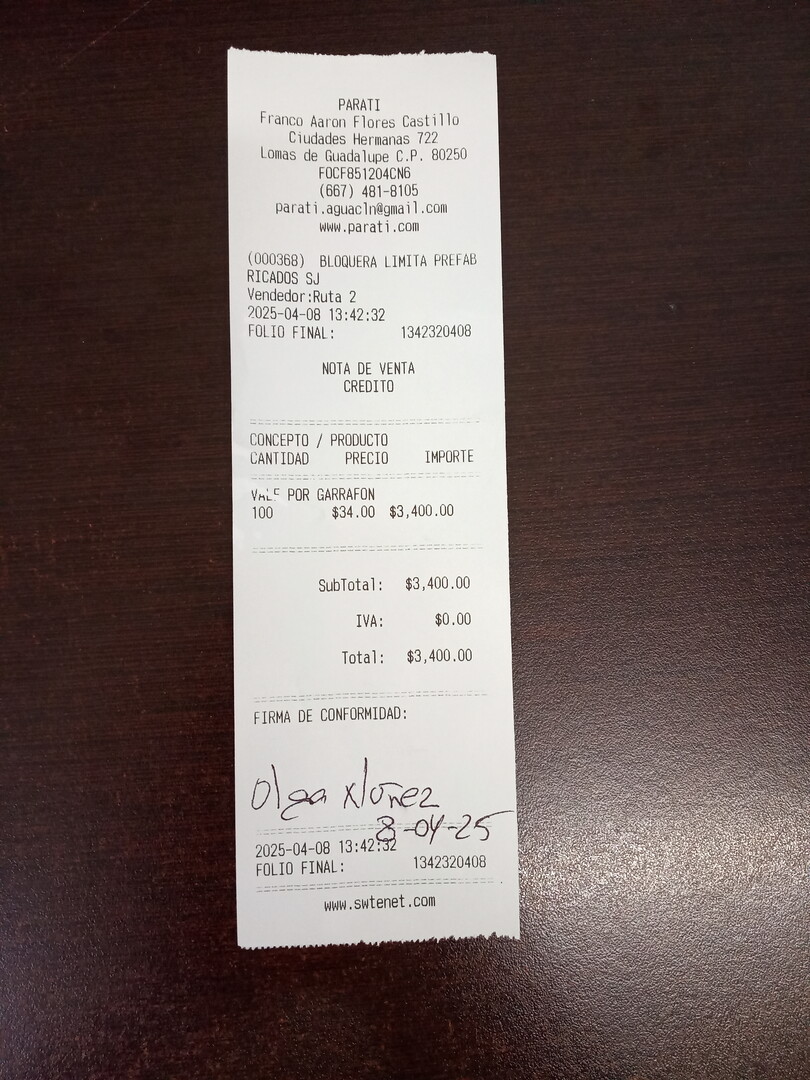 PARATI
Franco Aaron Flores Castillo
Ciudades Hermanas 722
Lomas de Guadalupe C.P. 80250
FOCF851204CN6
(667) 481-8105
parati.aguacln@gmail.com
www.parati.com
(000368) BLOQUERA LIMITA PREFAB
RICADOS SJ
Vendedor:Ruta 2
2025-04-08 13:42:32
FOLIO FINAL: 1342320408
NOTA DE VENTA
CREDITO
CONCEPTO / PRODUCTO
CANTIDAD PRECIO IMPORTE
VALE POR GARRAFON
100 $34.00 $3,400.00
SubTotal: $3,400.00
IVA: $0.00
Total: $3,400.00
FIRMA DE CONFORMIDAD:
Olga Núñez
8-04-25
2025-04-08 13:42:32
FOLIO FINAL: 1342320408
www.swtenet.com